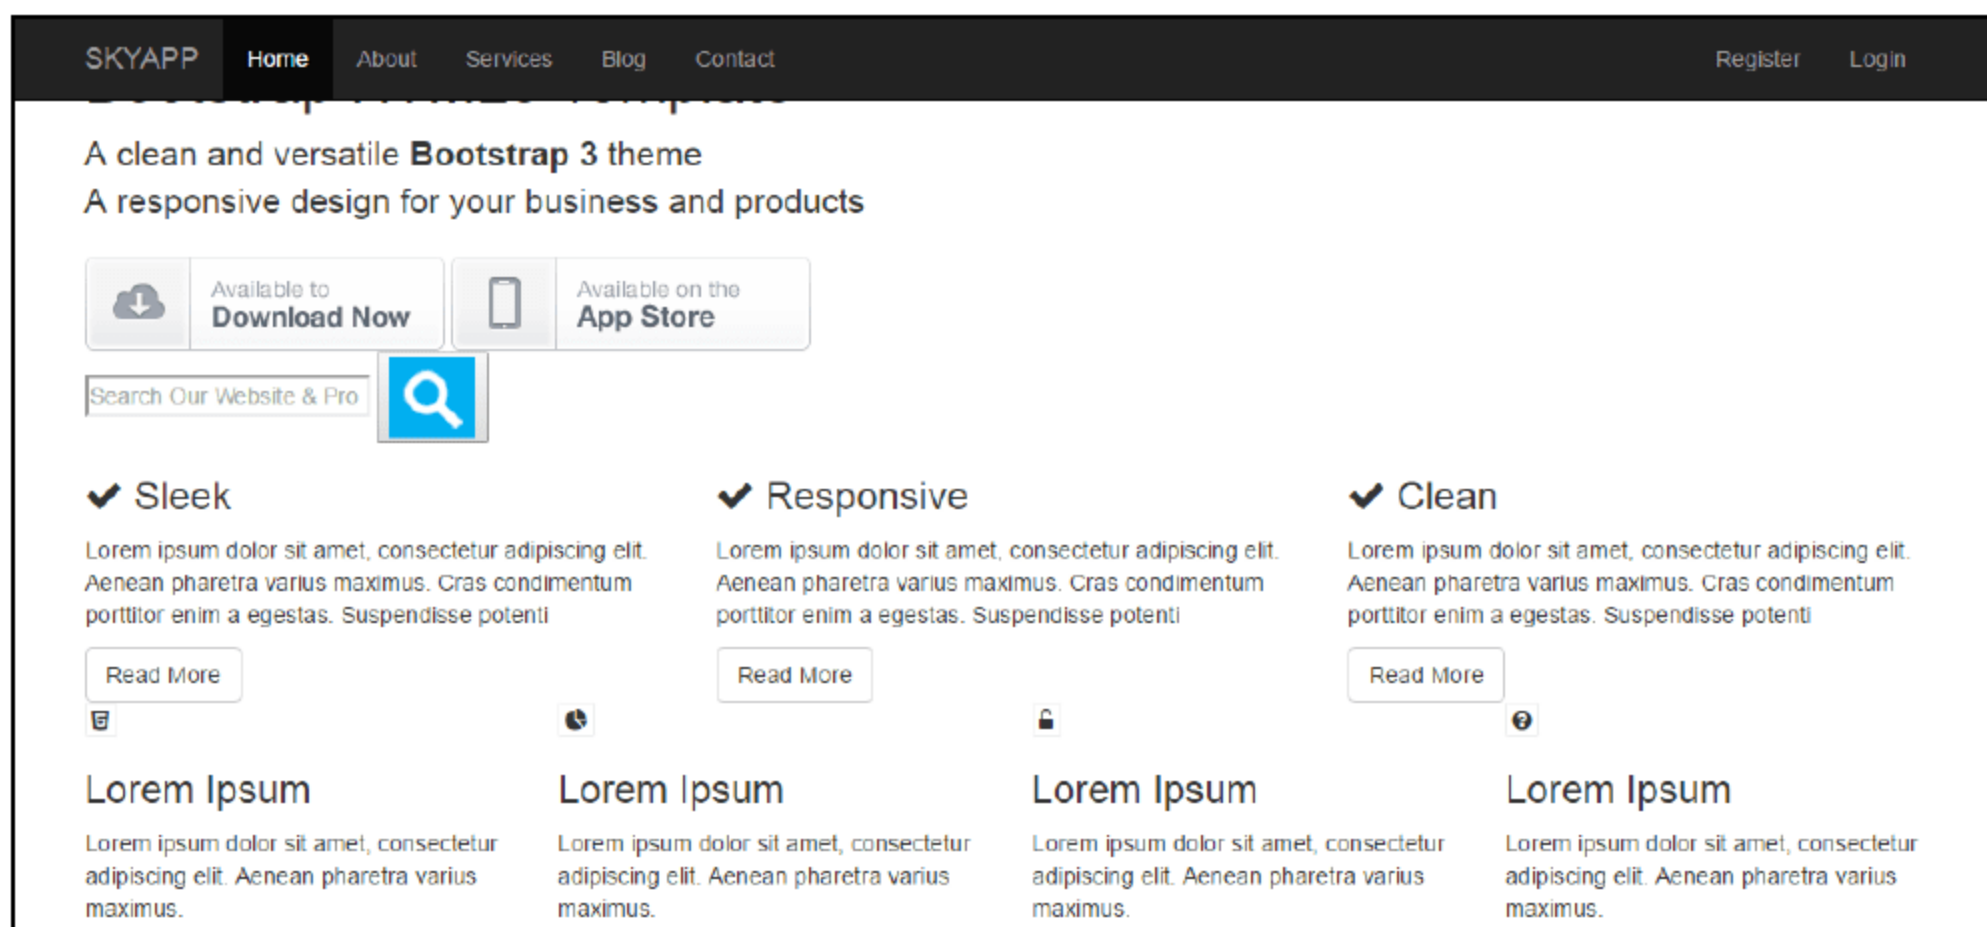 SKYAPP Home About Services Blog Contact Register Login
Bootstrap Template
A clean and versatile Bootstrap 3 theme
A responsive design for your business and products
Available to
Download Now
Available on the
App Store
Search Our Website & Pro
Sleek
Lorem ipsum dolor sit amet, consectetur adipiscing elit.
Aenean pharetra varius maximus. Cras condimentum
porttitor enim a egestas. Suspendisse potenti
Read More
Responsive
Lorem ipsum dolor sit amet, consectetur adipiscing elit.
Aenean pharetra varius maximus. Cras condimentum
porttitor enim a egestas. Suspendisse potenti
Read More
Clean
Lorem ipsum dolor sit amet, consectetur adipiscing elit.
Aenean pharetra varius maximus. Cras condimentum
porttitor enim a egestas. Suspendisse potenti
Read More
Lorem Ipsum
Lorem ipsum dolor sit amet, consectetur
adipiscing elit. Aenean pharetra varius
maximus.
Lorem Ipsum
Lorem ipsum dolor sit amet, consectetur
adipiscing elit. Aenean pharetra varius
maximus.
Lorem Ipsum
Lorem ipsum dolor sit amet, consectetur
adipiscing elit. Aenean pharetra varius
maximus.
Lorem Ipsum
Lorem ipsum dolor sit amet, consectetur
adipiscing elit. Aenean pharetra varius
maximus.